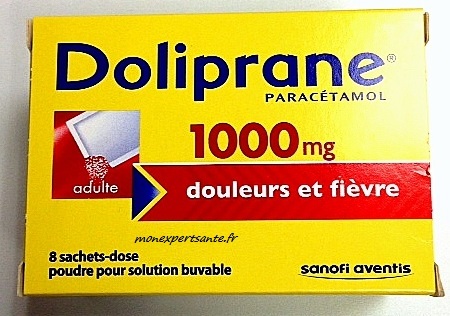 Doliprane®
PARACÉTAMOL
1000mg
adulte
douleurs et fièvre
monexpertsante.fr
8 sachets-dose
poudre pour solution buvable
sanofi aventis